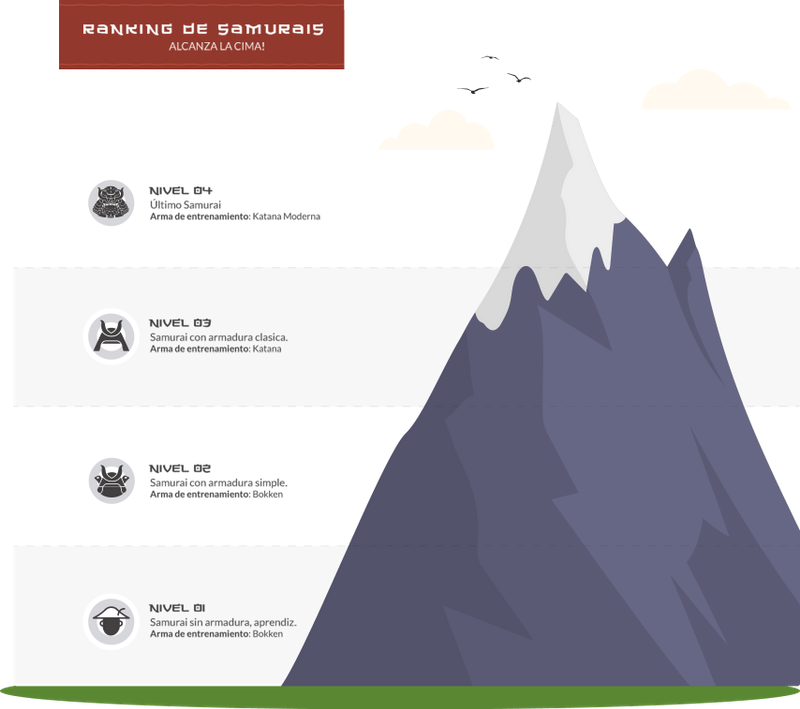 RANKING DE SAMURAIS
ALCANZA LA CIMA!
NIVEL 04
Último Samurai
Arma de entrenamiento: Katana Moderna
NIVEL 03
Samurai con armadura clasica.
Arma de entrenamiento: Katana
NIVEL 02
Samurai con armadura simple.
Arma de entrenamiento: Bokken
NIVEL 01
Samurai sin armadura, aprendiz.
Arma de entrenamiento: Bokken